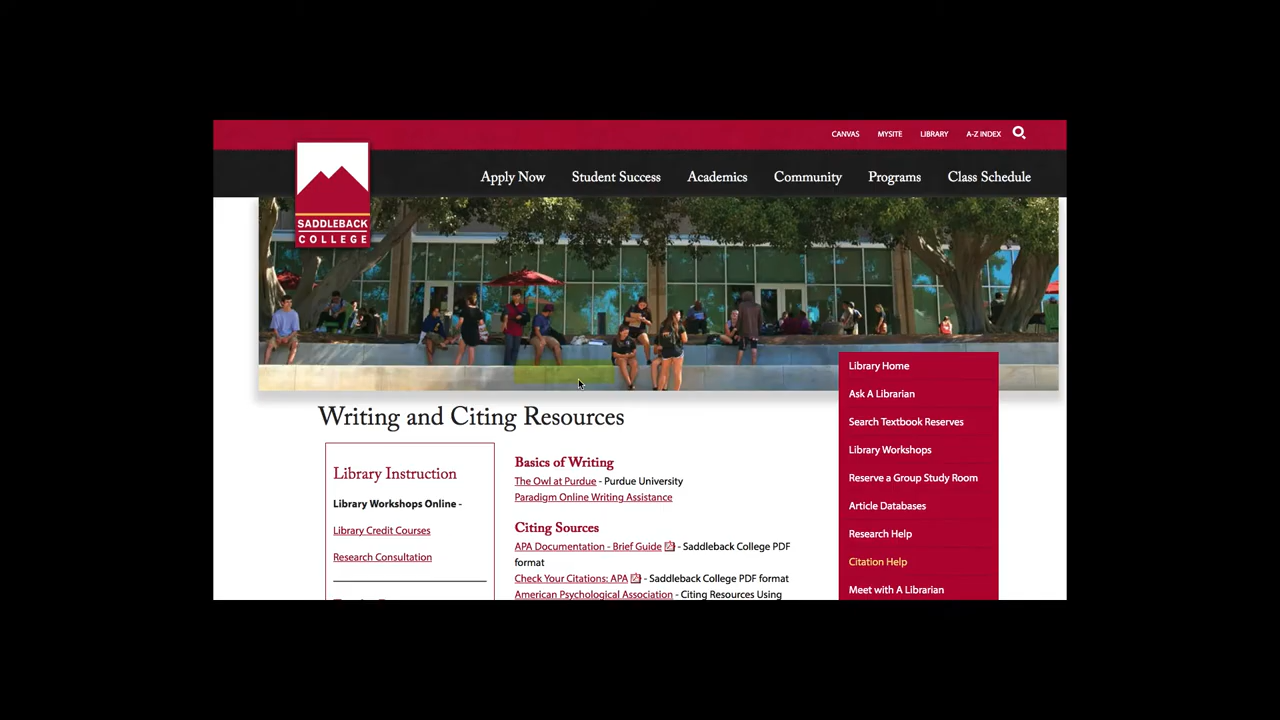 CANVAS MYSITE LIBRARY A-Z INDEX
SADDLEBACK
COLLEGE
Apply Now Student Success Academics Community Programs Class Schedule
Writing and Citing Resources
Library Instruction
Library Workshops Online -
Library Credit Courses
Research Consultation
Basics of Writing
The Owl at Purdue - Purdue University
Paradigm Online Writing Assistance
Citing Sources
APA Documentation - Brief Guide - Saddleback College PDF
format
Check Your Citations: APA - Saddleback College PDF format
American Psychological Association - Citing Resources Using
Library Home
Ask A Librarian
Search Textbook Reserves
Library Workshops
Reserve a Group Study Room
Article Databases
Research Help
Citation Help
Meet with A Librarian